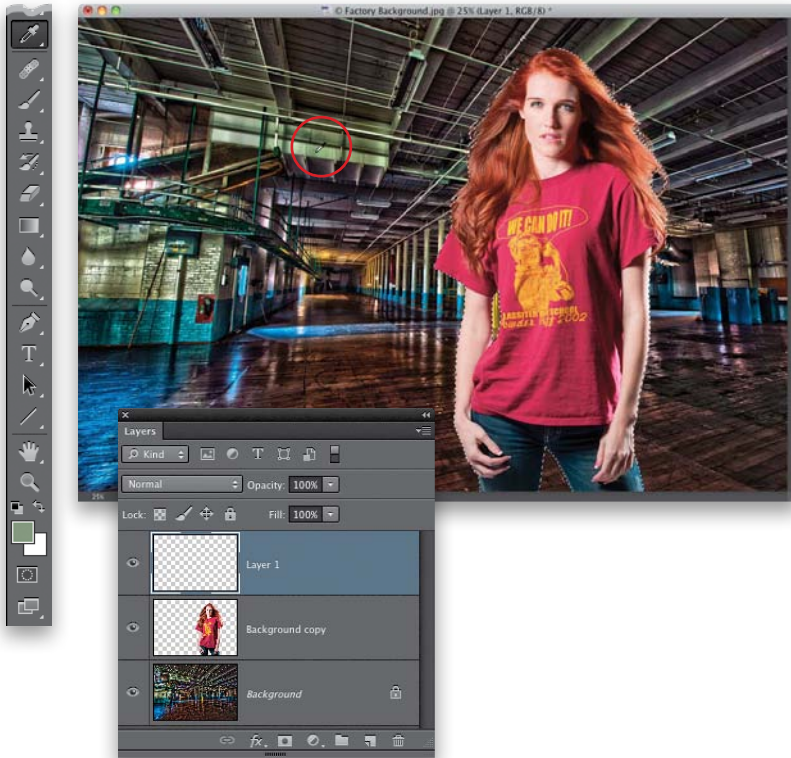 © Factory Background.jpg @ 25% (Layer 1, RGB/8) *
WE CAN DO IT!
25%
Layers
Kind
T
Normal
Opacity: 100%
Lock:
Fill: 100%
Layer 1
Background copy
Background
fx
T